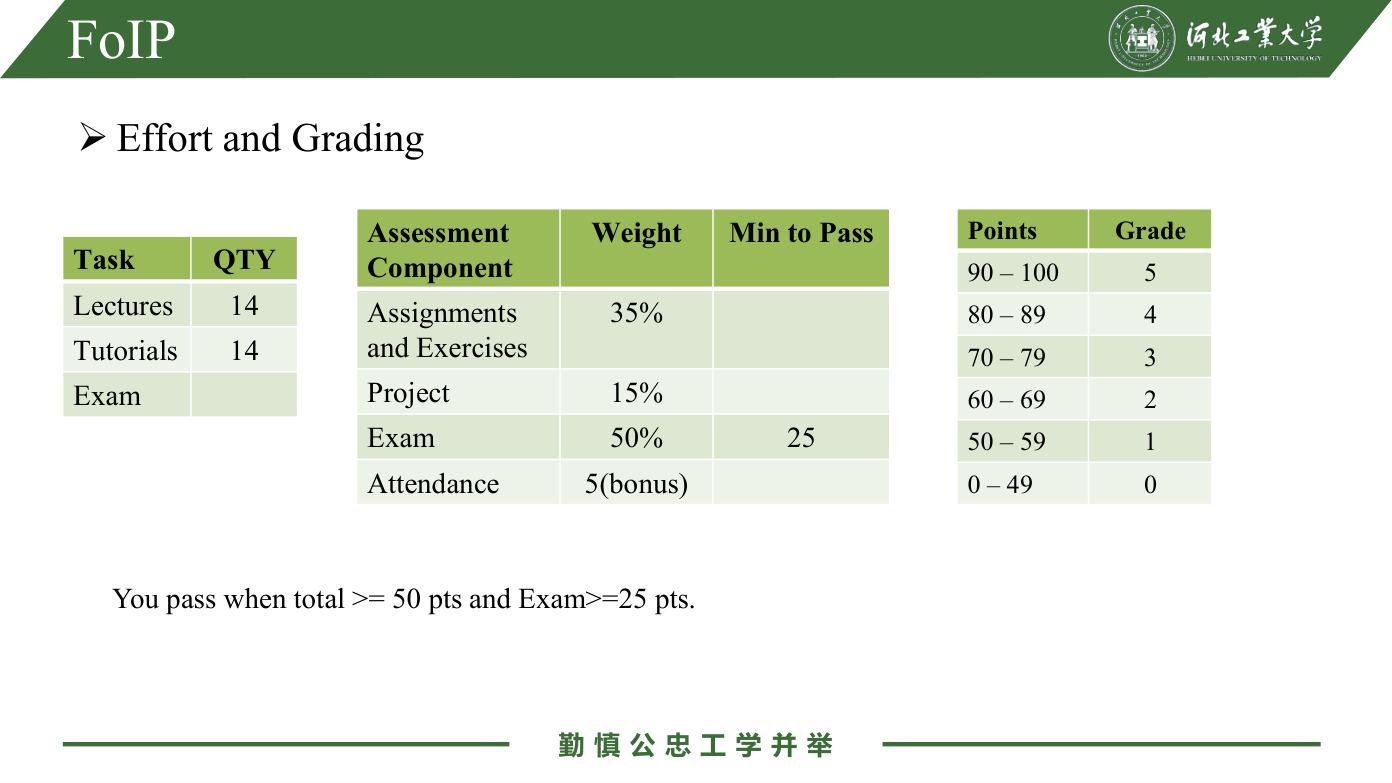 FoIP
河北工業大学
HEBEI UNIVERSITY OF TECHNOLOGY
➢ Effort and Grading
Task QTY
Lectures 14
Tutorials 14
Exam
Assessment Component Weight Min to Pass
Assignments and Exercises 35%
Project 15%
Exam 50% 25
Attendance 5(bonus)
Points Grade
90 – 100 5
80 – 89 4
70 – 79 3
60 – 69 2
50 – 59 1
0 – 49 0
You pass when total >= 50 pts and Exam>=25 pts.
勤慎公忠工学并举